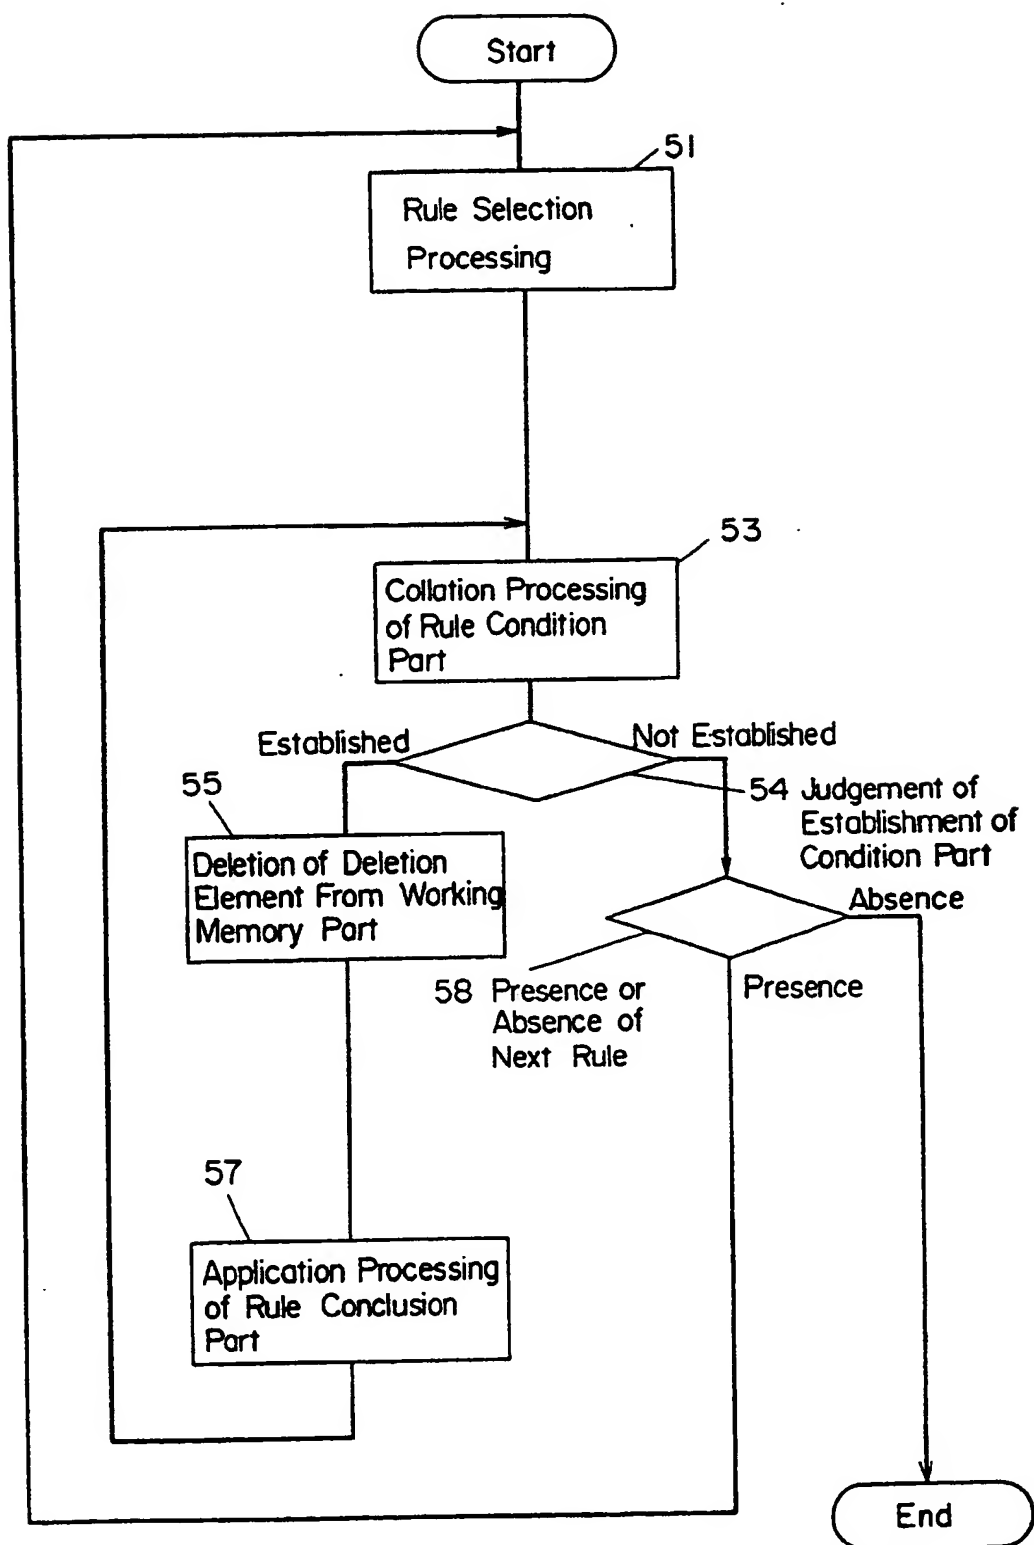 Start
51
Rule Selection
Processing
53
Collation Processing
of Rule Condition
Part
Established
Not Established
54 Judgement of
Establishment of
Condition Part
55
Deletion of Deletion
Element From Working
Memory Part
Absence
58 Presence or
Absence of
Next Rule
Presence
57
Application Processing
of Rule Conclusion
Part
End